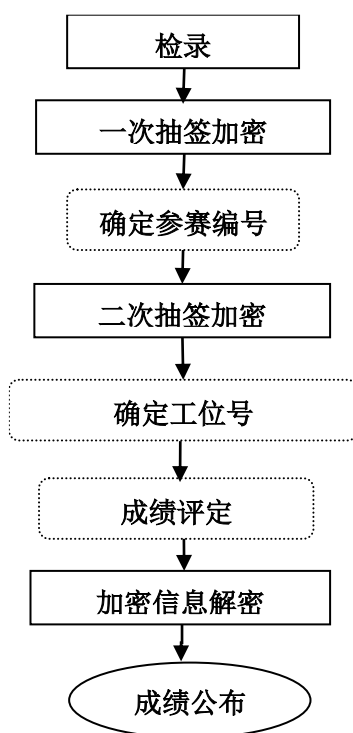 检录
一次抽签加密
确定参赛编号
二次抽签加密
确定工位号
成绩评定
加密信息解密
成绩公布